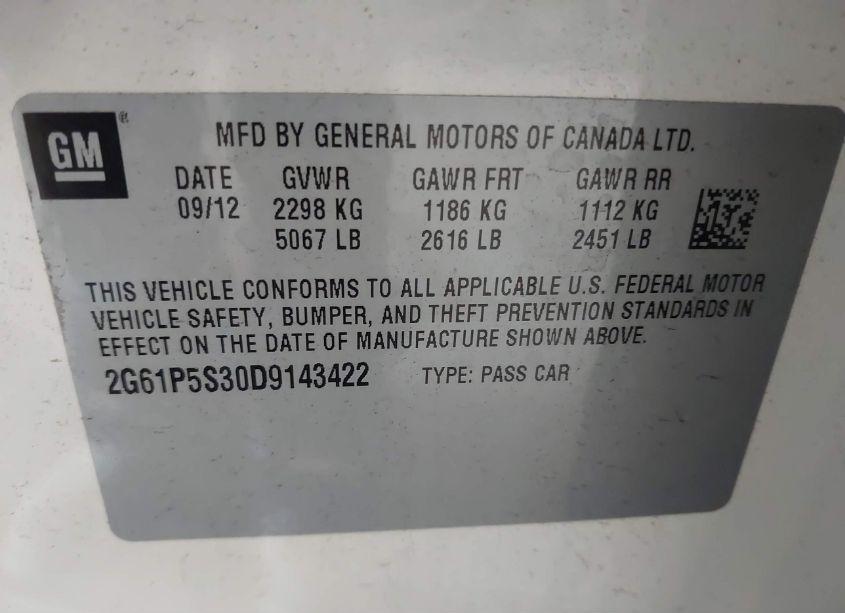 GM ®
MFD BY GENERAL MOTORS OF CANADA LTD.
DATE GVWR GAWR FRT GAWR RR
09/12 2298 KG 1186 KG 1112 KG
5067 LB 2616 LB 2451 LB
THIS VEHICLE CONFORMS TO ALL APPLICABLE U.S. FEDERAL MOTOR
VEHICLE SAFETY, BUMPER, AND THEFT PREVENTION STANDARDS IN
EFFECT ON THE DATE OF MANUFACTURE SHOWN ABOVE.
2G61P5S30D9143422 TYPE: PASS CAR